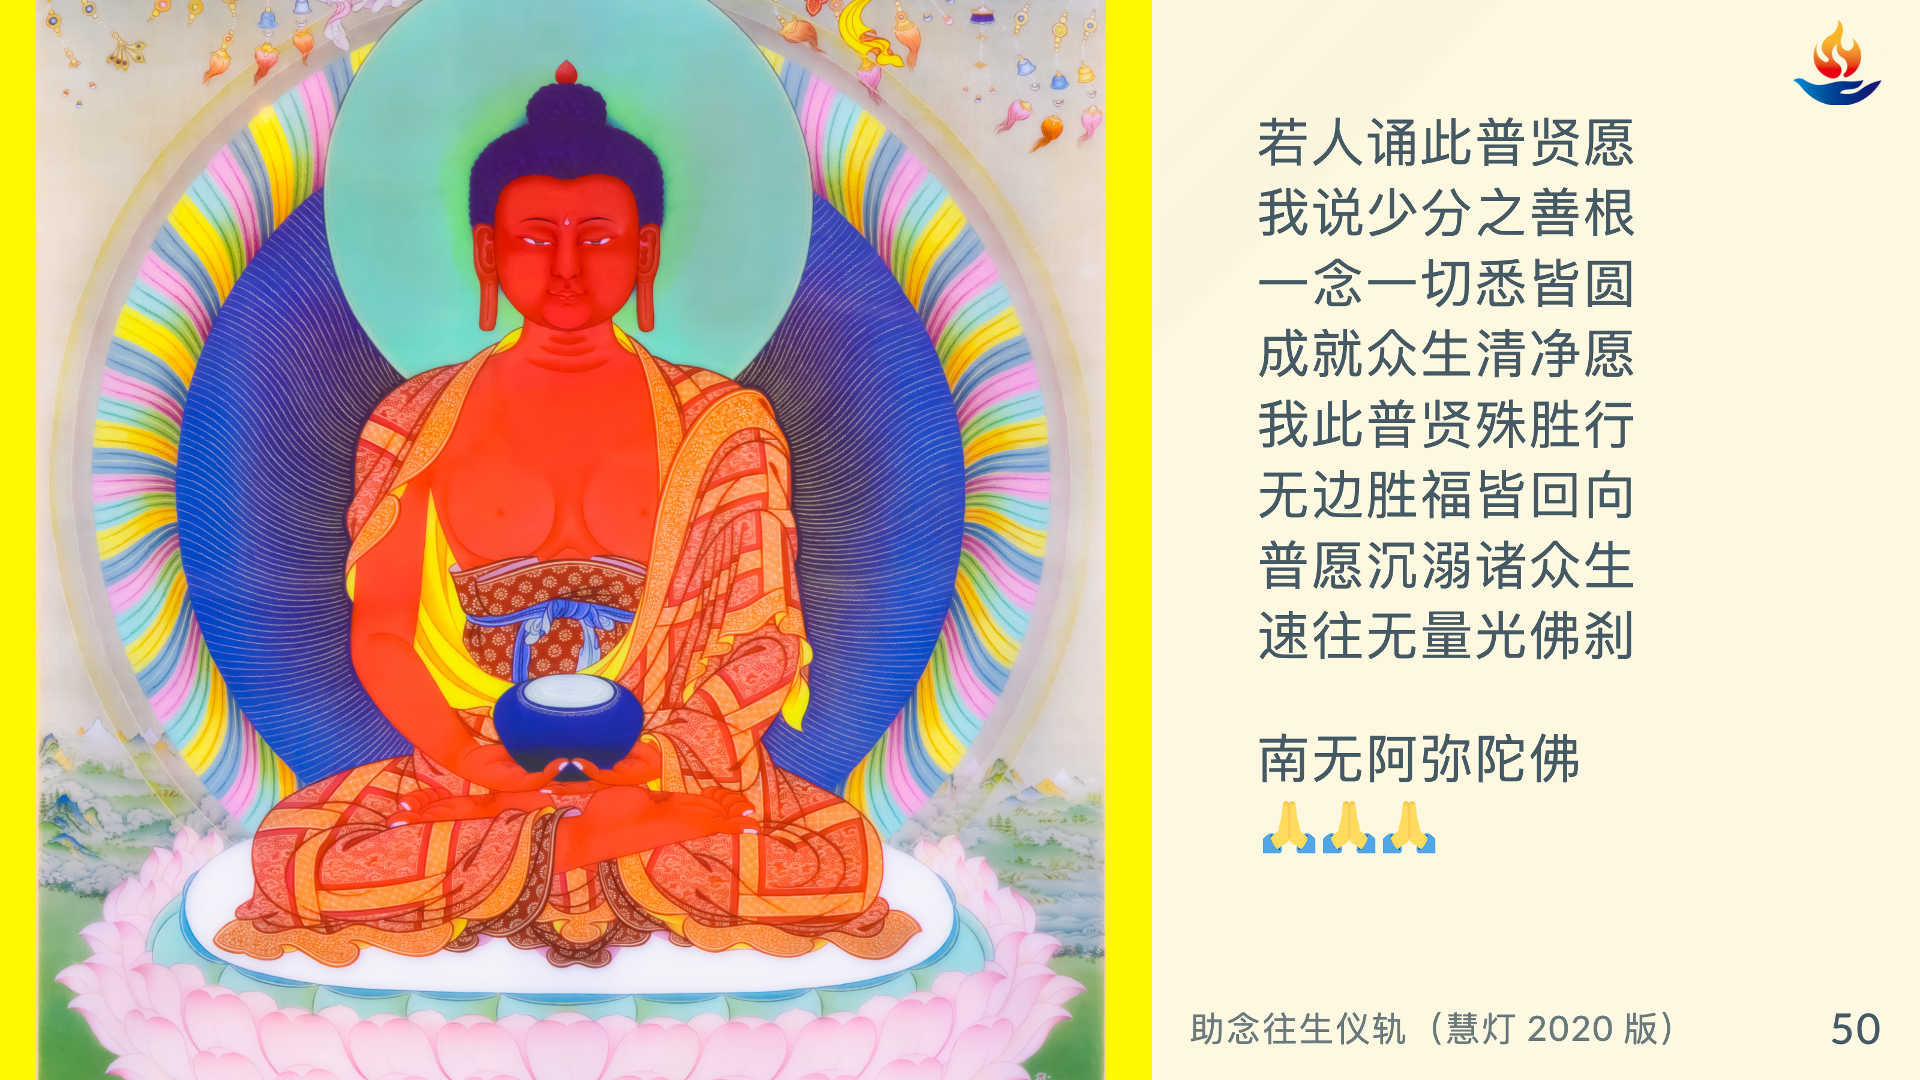 若人诵此普贤愿
我说少分之善根
一念一切悉皆圆
成就众生清净愿
我此普贤殊胜行
无边胜福皆回向
普愿沉溺诸众生
速往无量光佛刹
南无阿弥陀佛
🙏🙏🙏
助念往生仪轨（慧灯 2020 版）
50